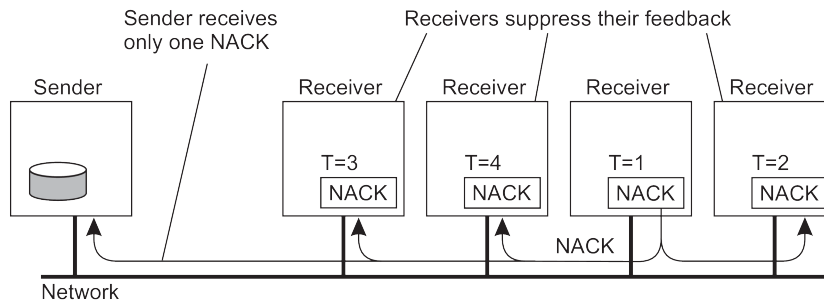 Sender receives
only one NACK
Receivers suppress their feedback
Sender
Receiver
Receiver
Receiver
Receiver
T=3
T=4
T=1
T=2
NACK
NACK
NACK
NACK
NACK
Network